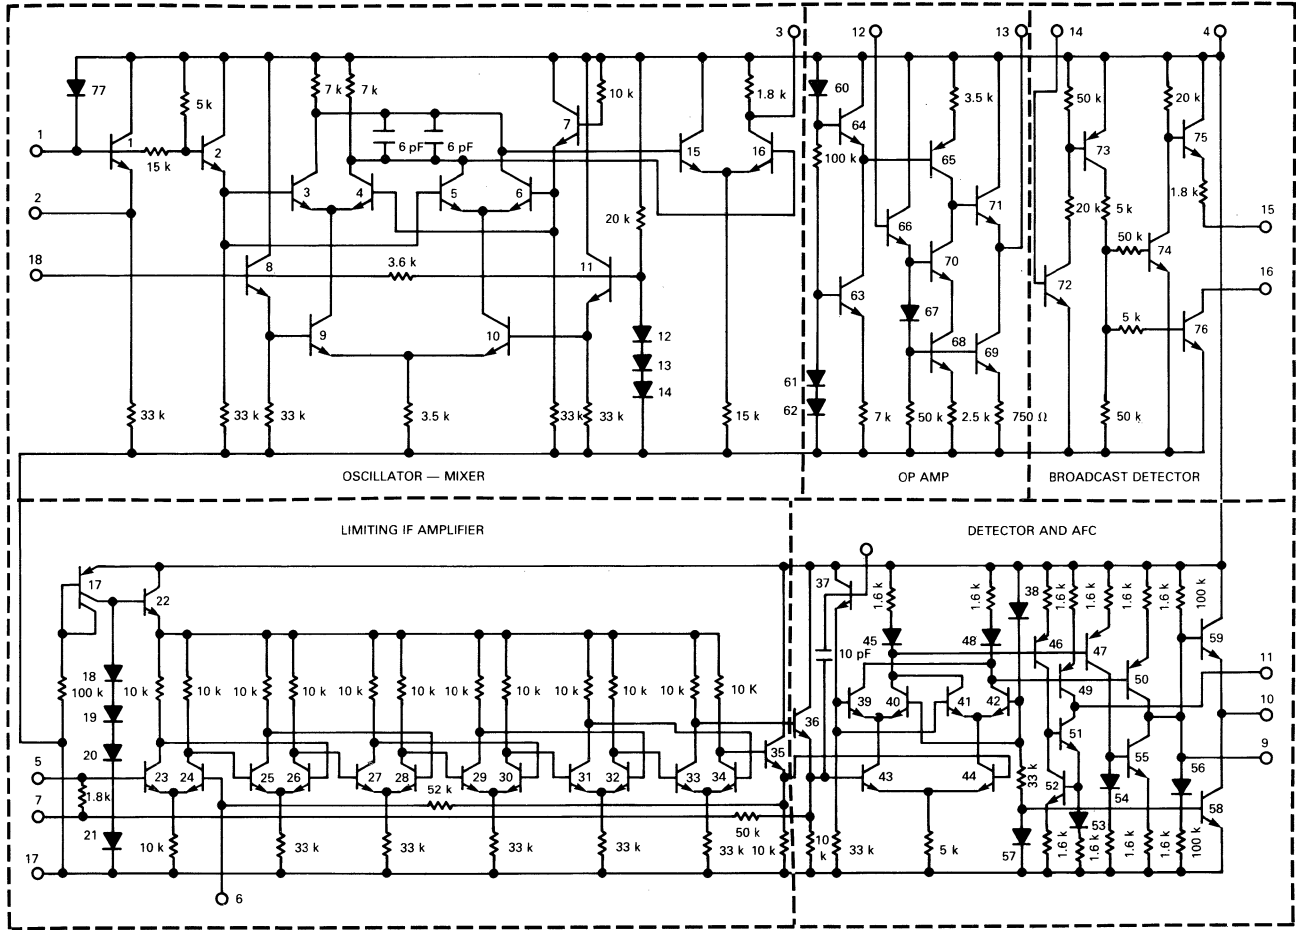 3
12
13
14
4
77
5 k
7 k
7 k
10 k
1.8 k
60
3.5 k
50 k
20 k
1
1
15 k
2
6 pF
6 pF
7
15
16
64
100 k
65
73
75
1.8 k
2
3
4
5
6
20 k
66
71
20 k
5 k
50 k
74
15
18
8
3.6 k
11
63
70
72
16
9
10
12
13
14
67
68
69
5 k
76
61
62
33 k
33 k
33 k
3.5 k
33k
33 k
15 k
7 k
50 k
2.5 k
750 Ω
50 k
OSCILLATOR — MIXER
OP AMP
BROADCAST DETECTOR
LIMITING IF AMPLIFIER
DETECTOR AND AFC
17
22
37
1.6 k
1.6 k
38
1.6 k
1.6 k
1.6 k
1.6 k
100 k
45
48
46
47
59
10 pF
18
100 k
10 k
10 k
10 k
10 k
10 k
10 k
10 k
10 k
10 k
10 k
10 k
10 K
39
40
41
42
49
50
11
19
36
10
20
35
51
5
23
24
25
26
27
28
29
30
31
32
33
34
43
44
33 k
52
55
56
9
1.8k
52 k
54
58
7
50 k
53
21
57
17
10 k
33 k
33 k
33 k
33 k
33 k
10 k
10
k
33 k
5 k
1.6 k
1.6 k
1.6 k
1.6 k
100 k
6